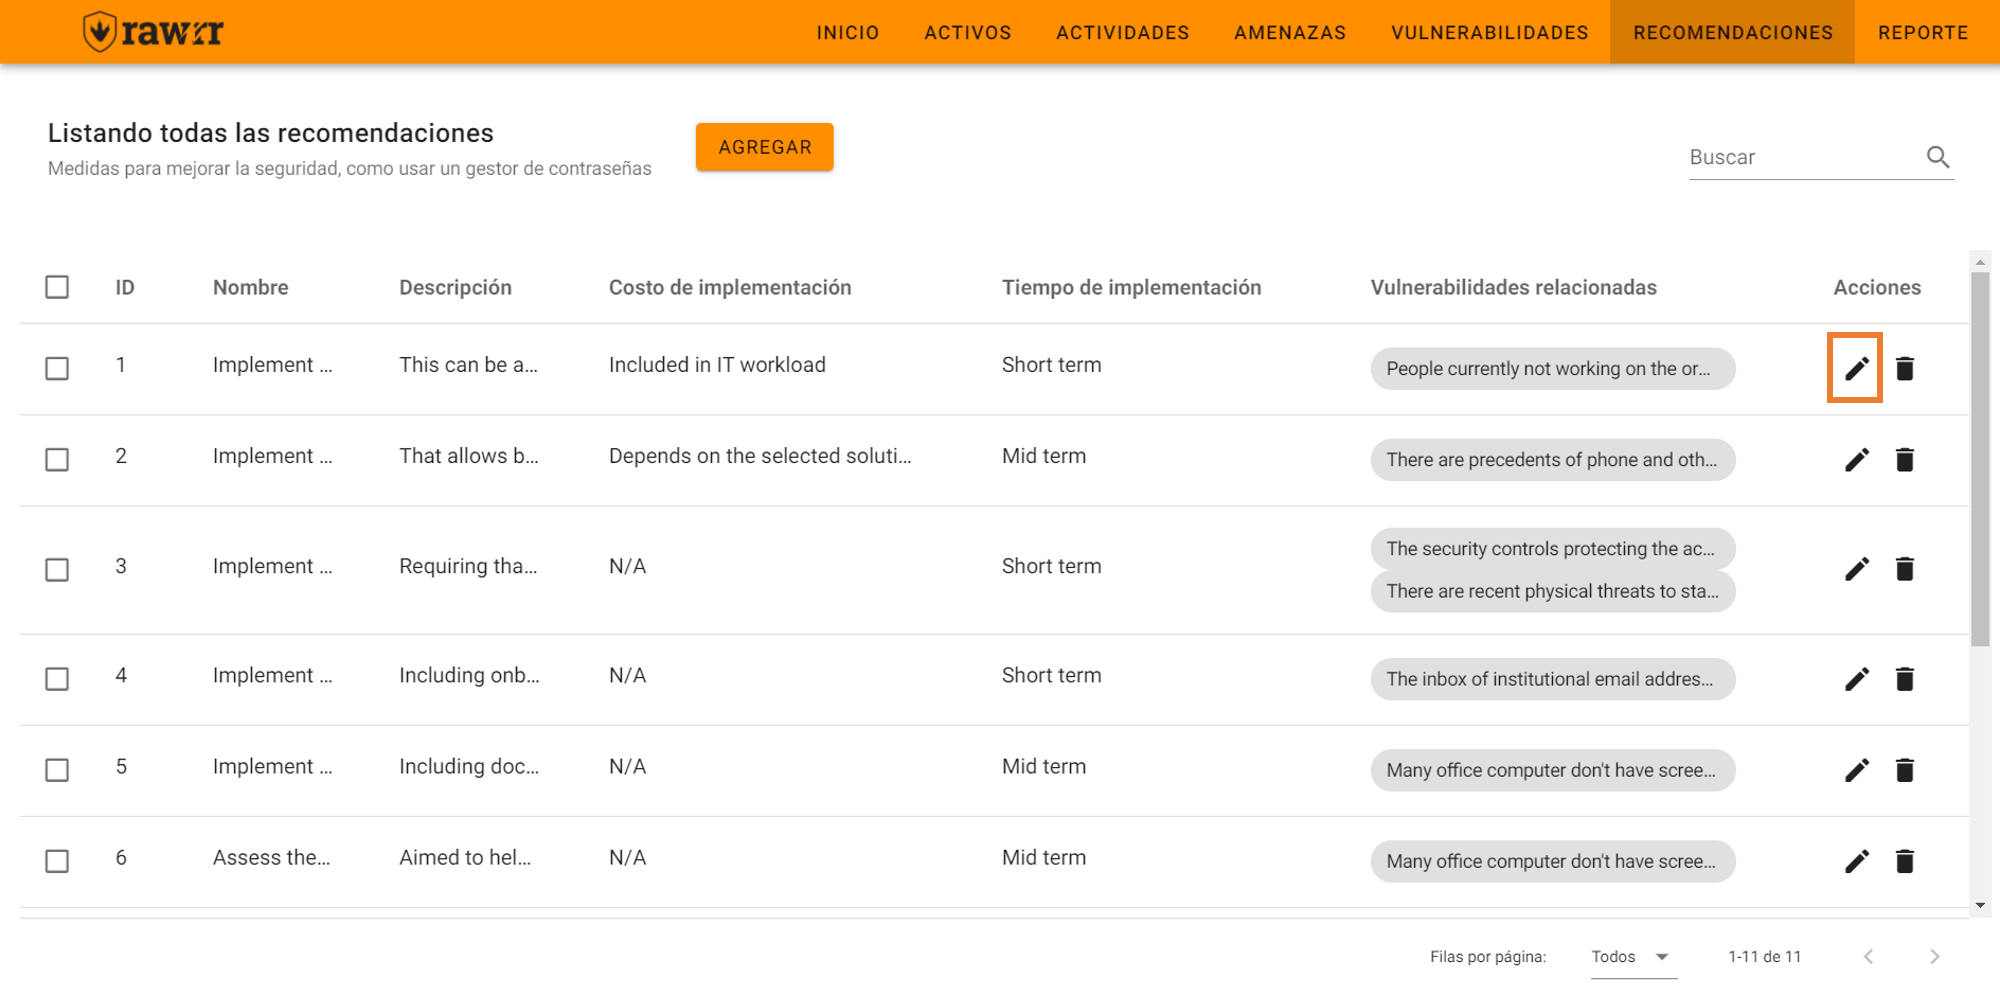 rawrr
INICIO ACTIVOS ACTIVIDADES AMENAZAS VULNERABILIDADES RECOMENDACIONES REPORTE
Listando todas las recomendaciones
Medidas para mejorar la seguridad, como usar un gestor de contraseñas
AGREGAR
Buscar
ID Nombre Descripción Costo de implementación Tiempo de implementación Vulnerabilidades relacionadas Acciones
1 Implement ... This can be a... Included in IT workload Short term People currently not working on the or...
2 Implement ... That allows b... Depends on the selected soluti... Mid term There are precedents of phone and oth...
3 Implement ... Requiring tha... N/A Short term The security controls protecting the ac...
There are recent physical threats to sta...
4 Implement ... Including onb... N/A Short term The inbox of institutional email addres...
5 Implement ... Including doc... N/A Mid term Many office computer don't have scree...
6 Assess the... Aimed to hel... N/A Mid term Many office computer don't have scree...
Filas por página: Todos 1-11 de 11